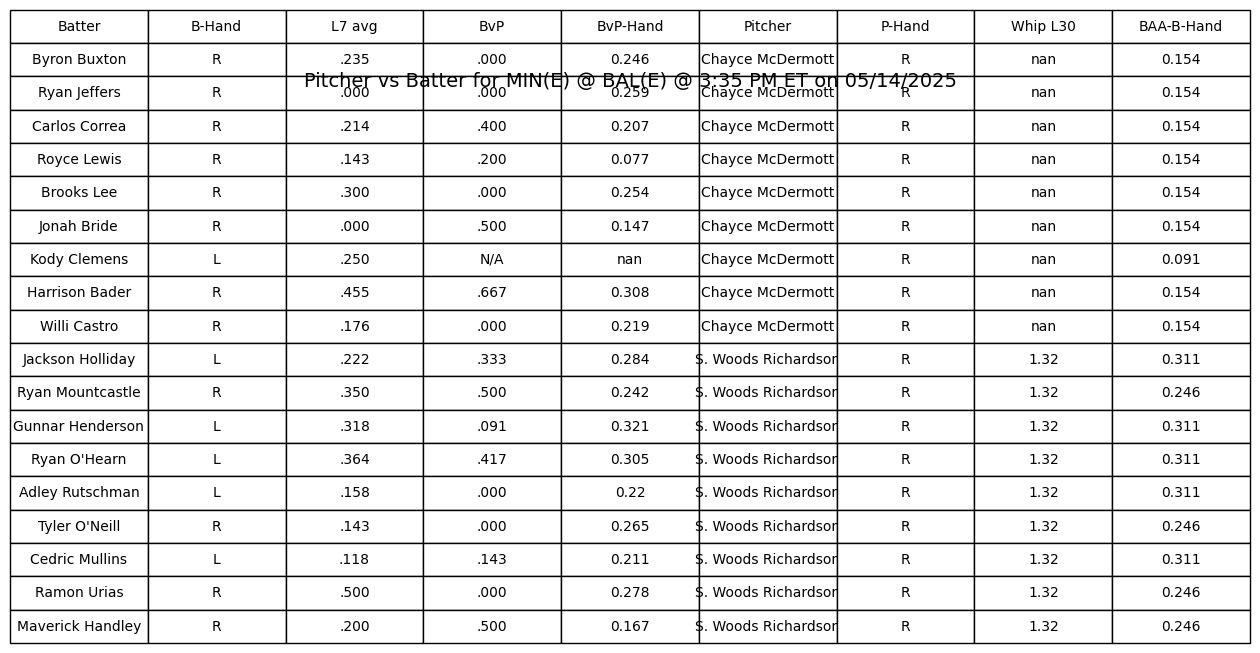 Batter B-Hand L7 avg BvP BvP-Hand Pitcher P-Hand Whip L30 BAA-B-Hand
Byron Buxton R .235 .000 0.246 Chayce McDermott R nan 0.154
Pitcher vs Batter for MIN(E) @ BAL(E) @ 3:35 PM ET on 05/14/2025
Ryan Jeffers R .000 .000 0.259 Chayce McDermott R nan 0.154
Carlos Correa R .214 .400 0.207 Chayce McDermott R nan 0.154
Royce Lewis R .143 .200 0.077 Chayce McDermott R nan 0.154
Brooks Lee R .300 .000 0.254 Chayce McDermott R nan 0.154
Jonah Bride R .000 .500 0.147 Chayce McDermott R nan 0.154
Kody Clemens L .250 N/A nan Chayce McDermott R nan 0.091
Harrison Bader R .455 .667 0.308 Chayce McDermott R nan 0.154
Willi Castro R .176 .000 0.219 Chayce McDermott R nan 0.154
Jackson Holliday L .222 .333 0.284 S. Woods Richardson R 1.32 0.311
Ryan Mountcastle R .350 .500 0.242 S. Woods Richardson R 1.32 0.246
Gunnar Henderson L .318 .091 0.321 S. Woods Richardson R 1.32 0.311
Ryan O'Hearn L .364 .417 0.305 S. Woods Richardson R 1.32 0.311
Adley Rutschman L .158 .000 0.22 S. Woods Richardson R 1.32 0.311
Tyler O'Neill R .143 .000 0.265 S. Woods Richardson R 1.32 0.246
Cedric Mullins L .118 .143 0.211 S. Woods Richardson R 1.32 0.311
Ramon Urias R .500 .000 0.278 S. Woods Richardson R 1.32 0.246
Maverick Handley R .200 .500 0.167 S. Woods Richardson R 1.32 0.246